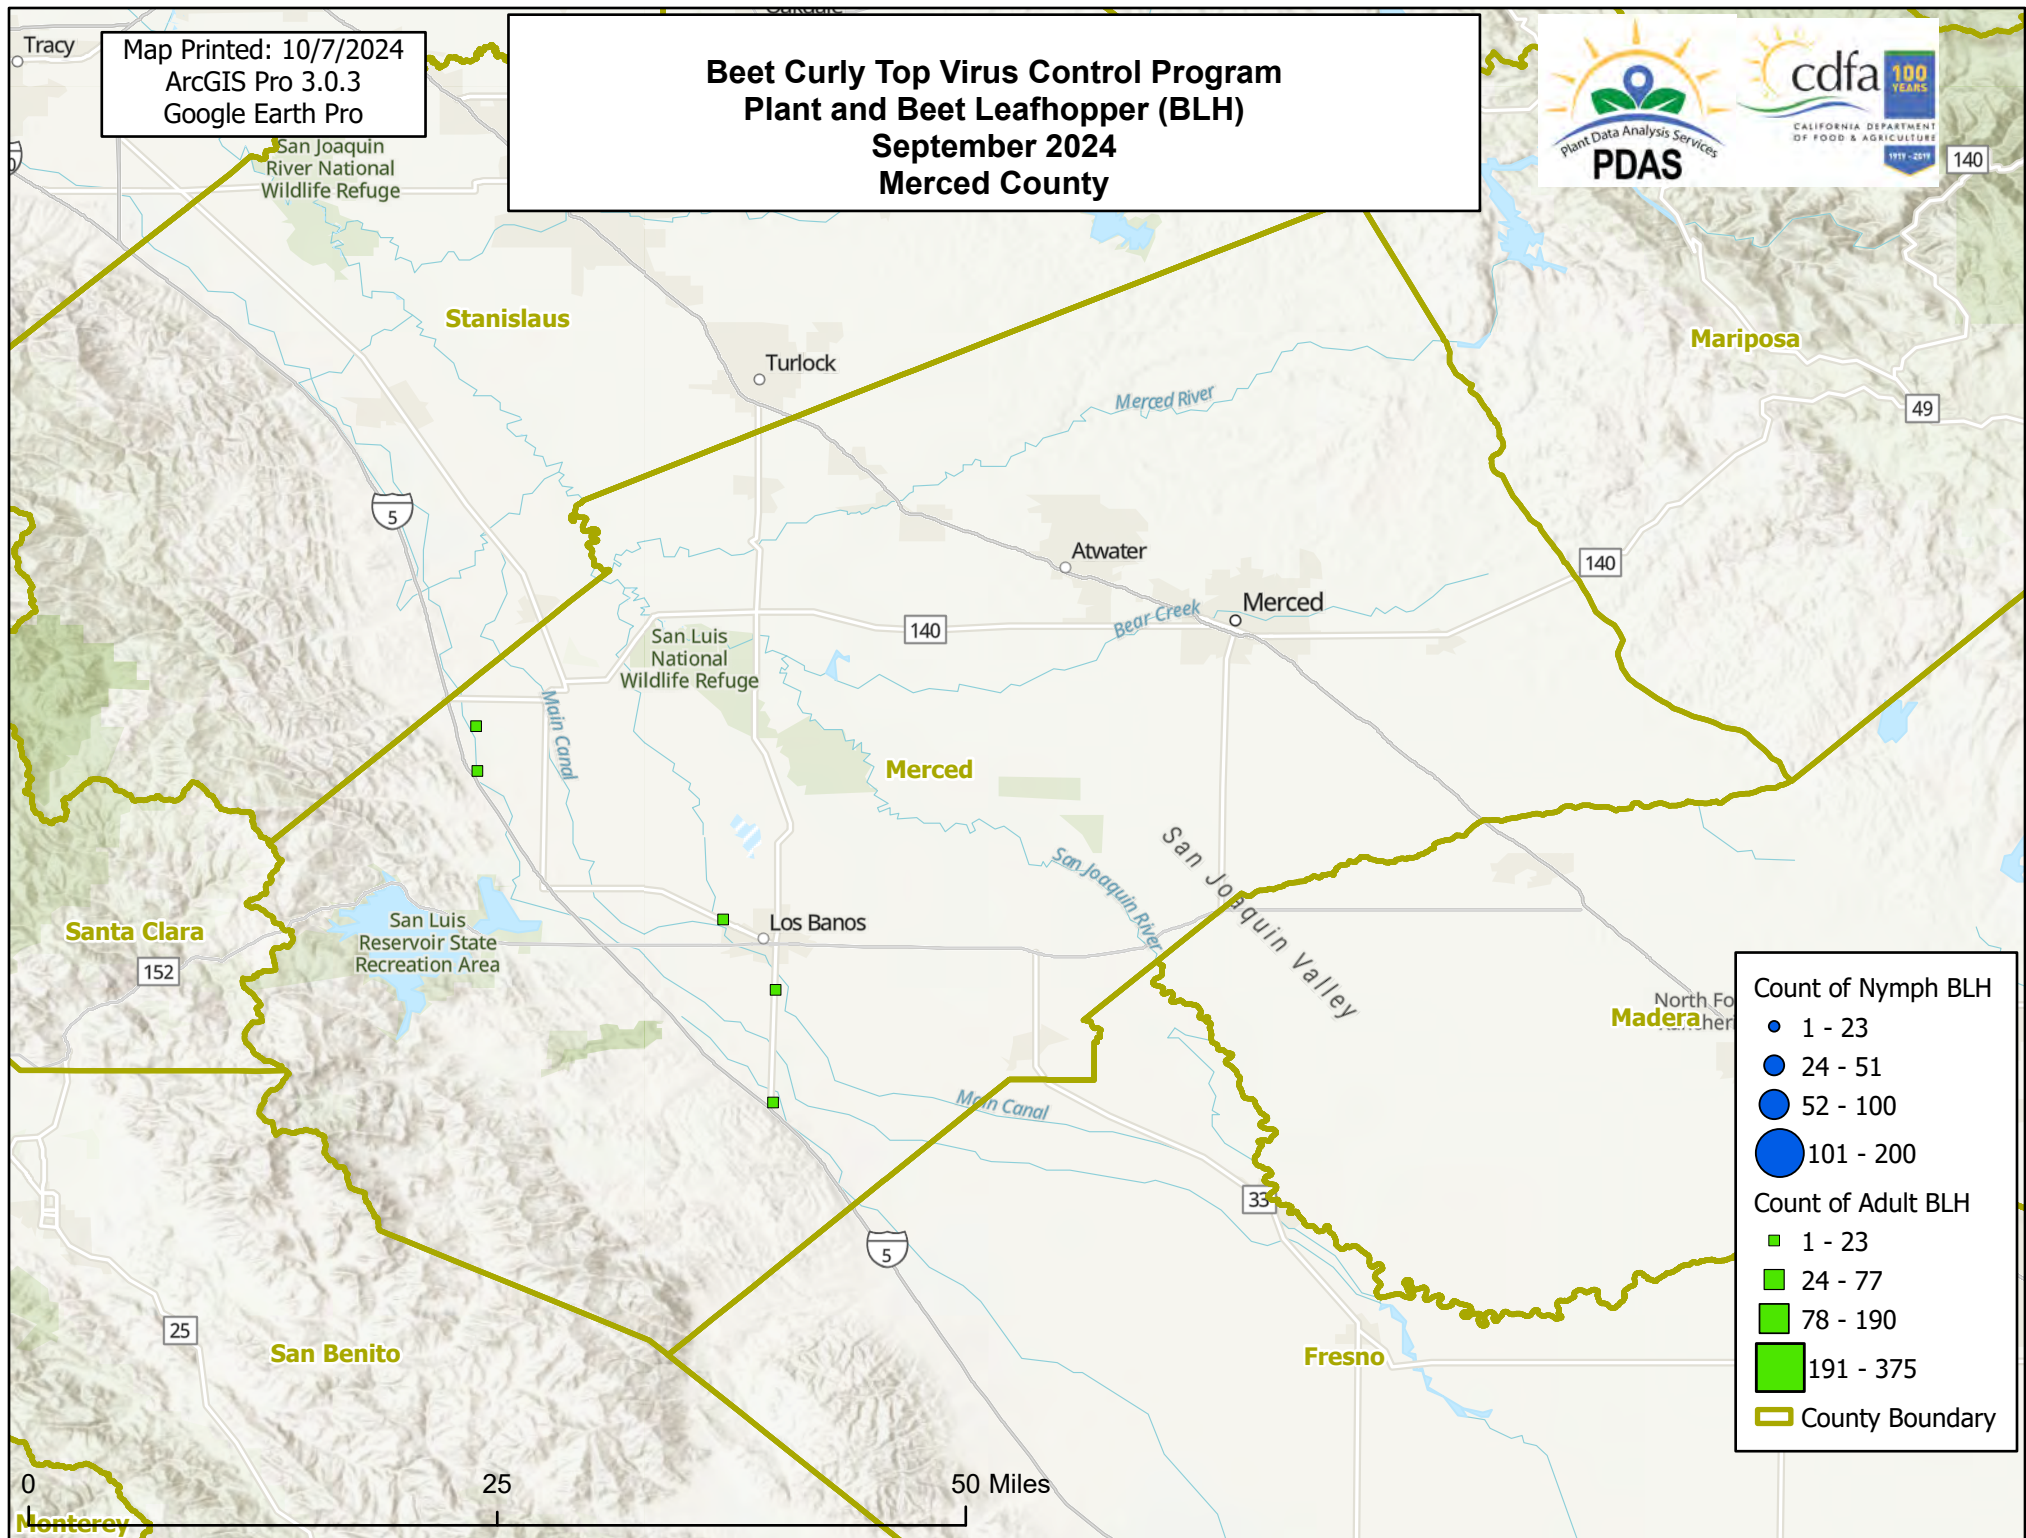 Oakdale
Tracy
Map Printed: 10/7/2024
ArcGIS Pro 3.0.3
Google Earth Pro
Beet Curly Top Virus Control Program
Plant and Beet Leafhopper (BLH)
September 2024
Merced County
Plant Data Analysis Services
PDAS
cdfa
100
YEARS
CALIFORNIA DEPARTMENT
OF FOOD & AGRICULTURE
1919 - 2019
140
San Joaquin
River National
Wildlife Refuge
Stanislaus
Mariposa
Turlock
Merced River
49
5
Atwater
140
Merced
Bear Creek
140
San Luis
National
Wildlife Refuge
Main Canal
Merced
San Joaquin River
San Joaquin Valley
Los Banos
San Luis
Reservoir State
Recreation Area
Santa Clara
152
North Fo
Madera
Main Canal
33
5
25
San Benito
Fresno
Monterey
0 25 50 Miles
Count of Nymph BLH
1 - 23
24 - 51
52 - 100
101 - 200
Count of Adult BLH
1 - 23
24 - 77
78 - 190
191 - 375
County Boundary